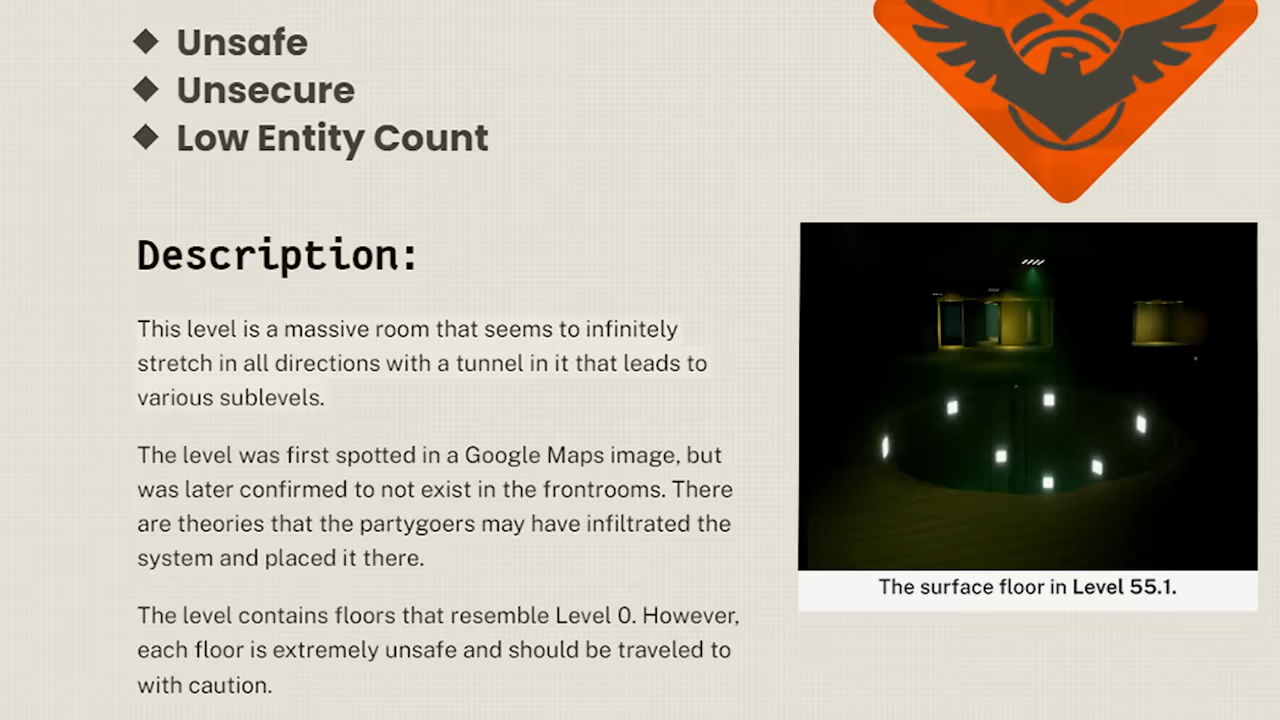 Unsafe
Unsecure
Low Entity Count
Description:
This level is a massive room that seems to infinitely
stretch in all directions with a tunnel in it that leads to
various sublevels.
The level was first spotted in a Google Maps image, but
was later confirmed to not exist in the frontrooms. There
are theories that the partygoers may have infiltrated the
system and placed it there.
The level contains floors that resemble Level 0. However,
each floor is extremely unsafe and should be traveled to
with caution.
The surface floor in Level 55.1.